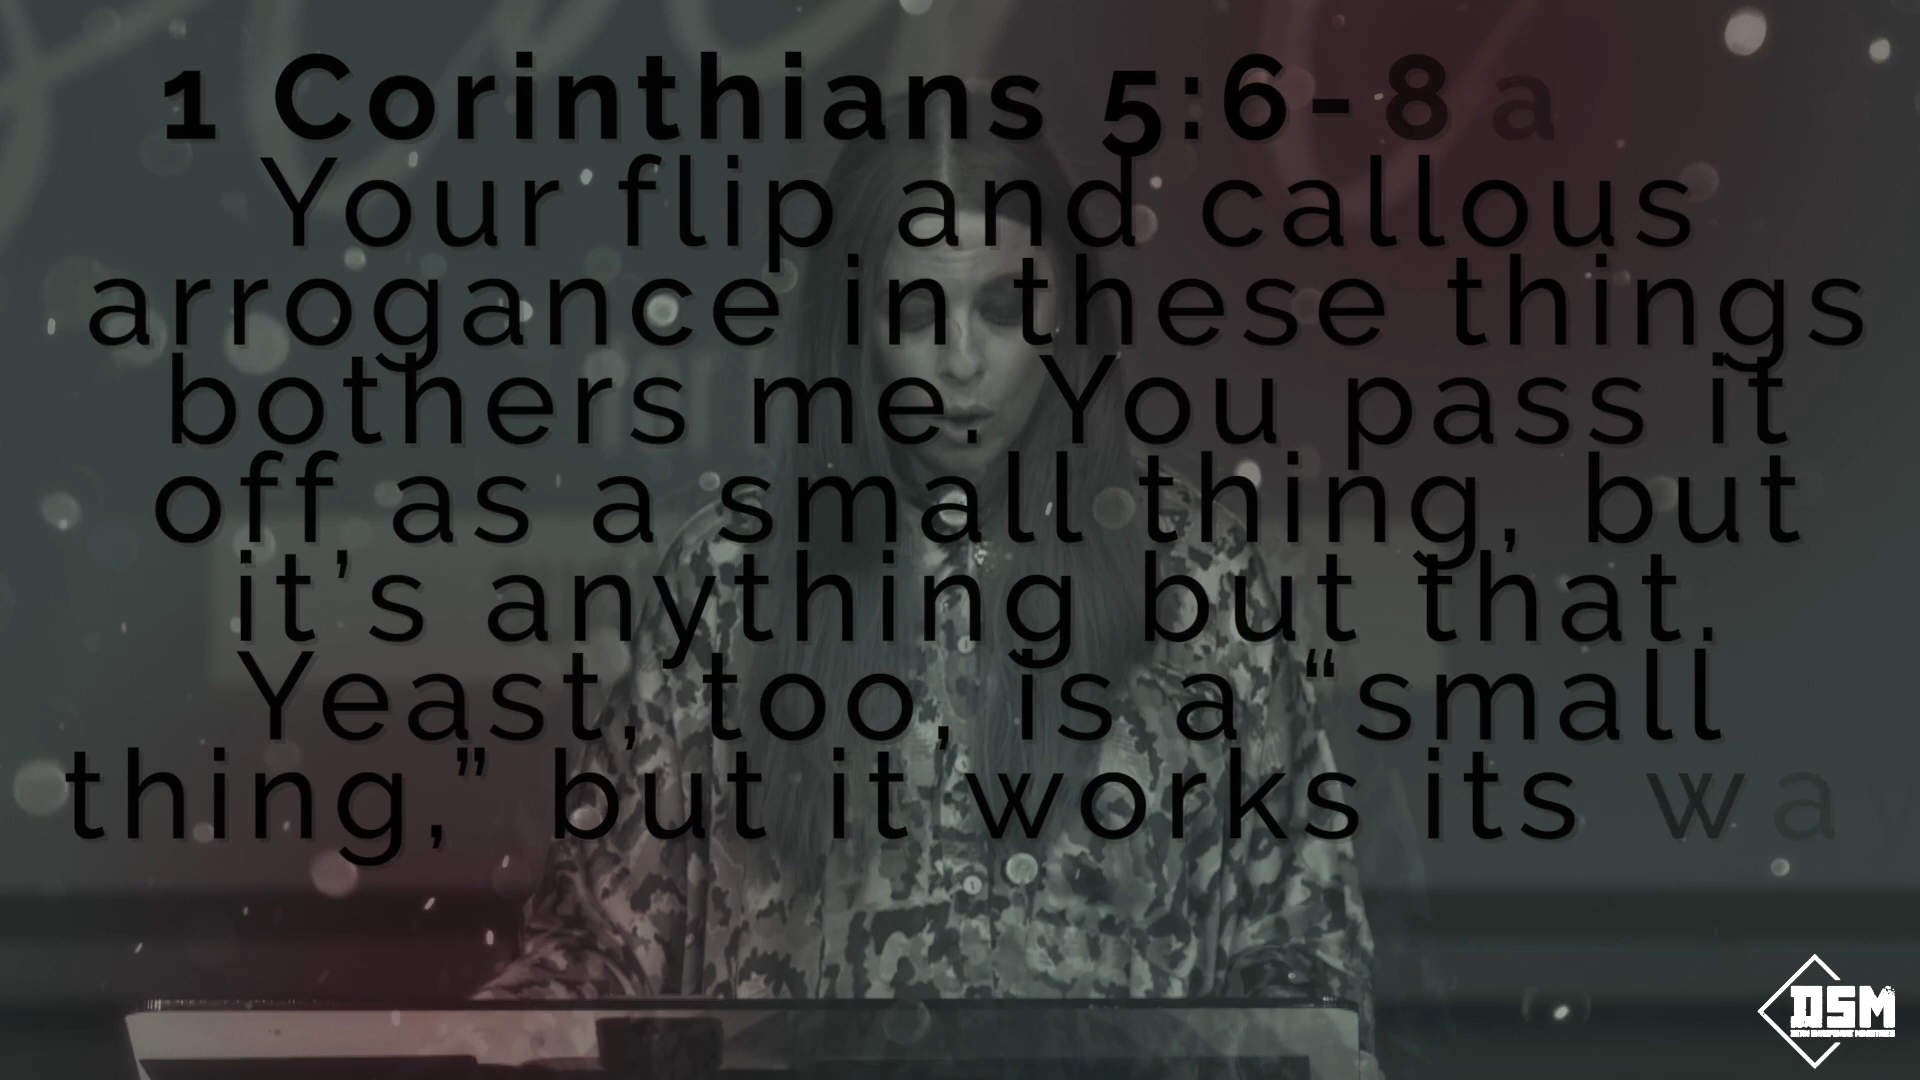 1 Corinthians 5:6-8 a
Your flip and callous
arrogance in these things
bothers me. You pass it
off as a small thing, but
it’s anything but that.
Yeast, too, is a “small
thing,” but it works its way
DSM